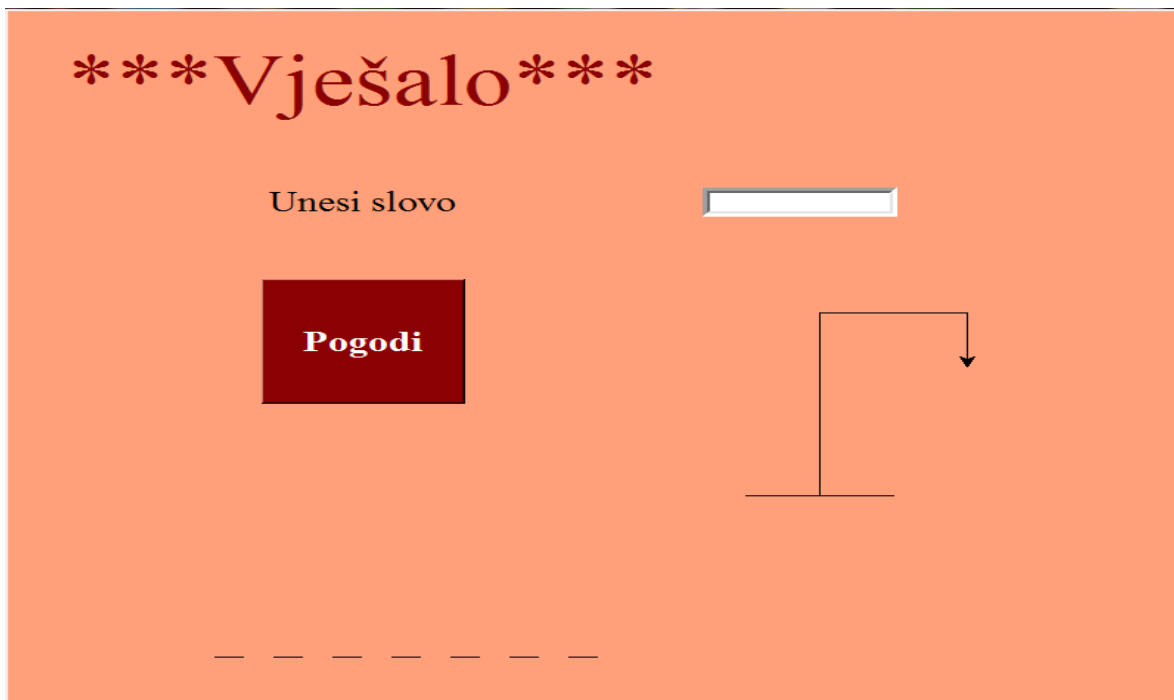 ***Vješalo***
Unesi slovo
Pogodi
_ _ _ _ _ _ _